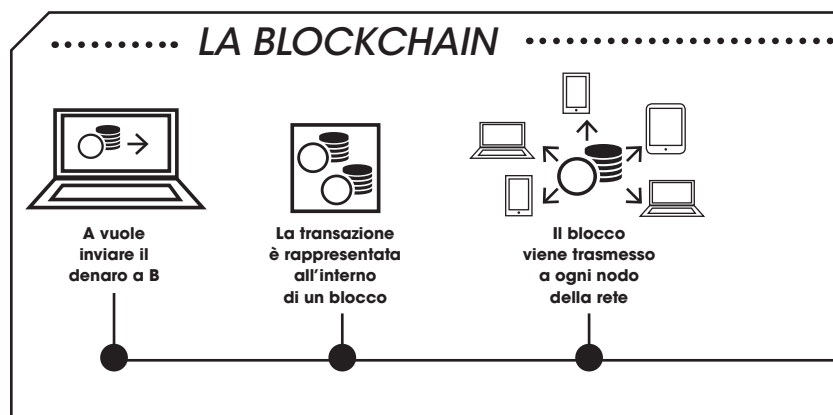 LA BLOCKCHAIN
A vuole
inviare il
denaro a B
La transazione
è rappresentata
all’interno
di un blocco
Il blocco
viene trasmesso
a ogni nodo
della rete